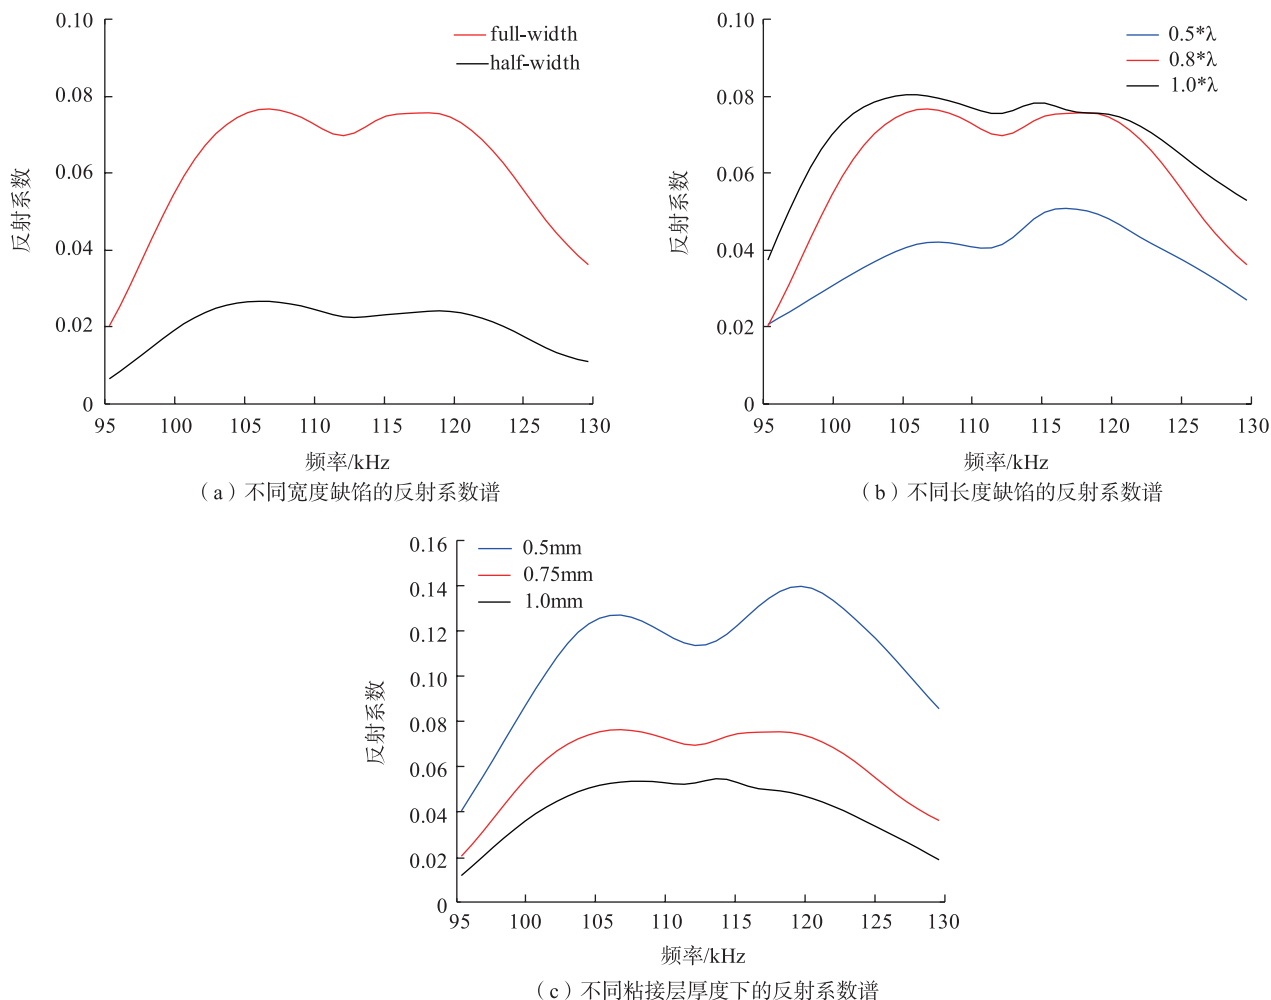 0.10
0.08
0.06
0.04
0.02
0
反射系数
full-width
half-width
95 100 105 110 115 120 125 130
频率/kHz
（a）不同宽度缺馅的反射系数谱
0.10
0.08
0.06
0.04
0.02
0
反射系数
0.5*λ
0.8*λ
1.0*λ
95 100 105 110 115 120 125 130
频率/kHz
（b）不同长度缺馅的反射系数谱
0.16
0.14
0.12
0.10
0.08
0.06
0.04
0.02
0
反射系数
0.5mm
0.75mm
1.0mm
95 100 105 110 115 120 125 130
频率/kHz
（c）不同粘接层厚度下的反射系数谱